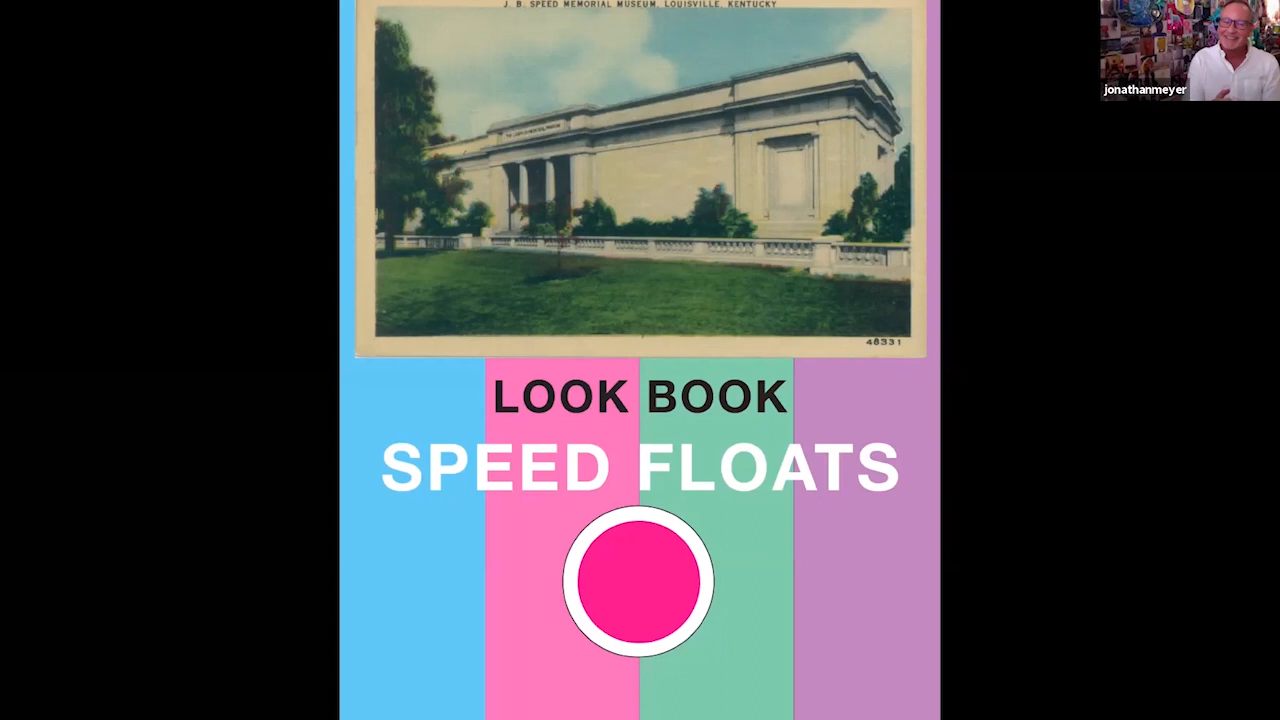 J. B. SPEED MEMORIAL MUSEUM, LOUISVILLE, KENTUCKY
jonathanmeyer
48331
LOOK BOOK
SPEED FLOATS